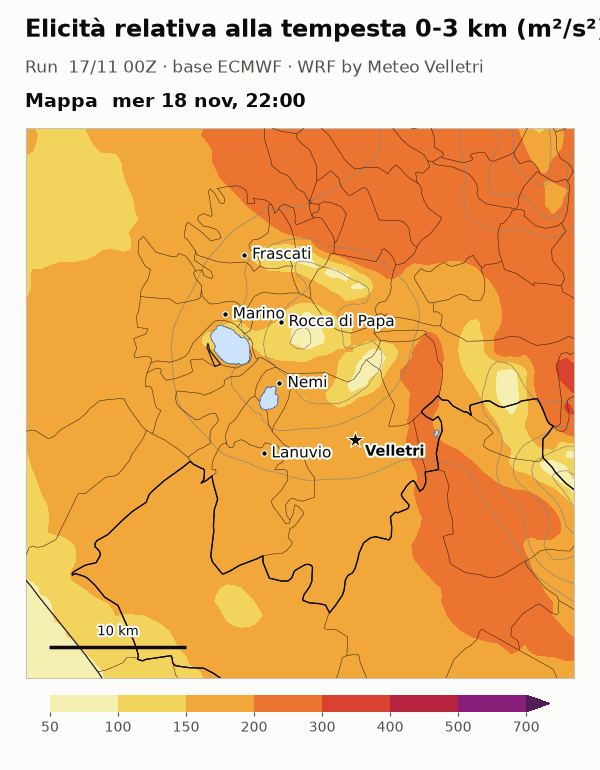 Elicità relativa alla tempesta 0-3 km (m²/s²)
Run 17/11 00Z · base ECMWF · WRF by Meteo Velletri
Mappa mer 18 nov, 22:00
Frascati
Marino
Rocca di Papa
Nemi
Velletri
Lanuvio
10 km
50 100 150 200 300 400 500 700